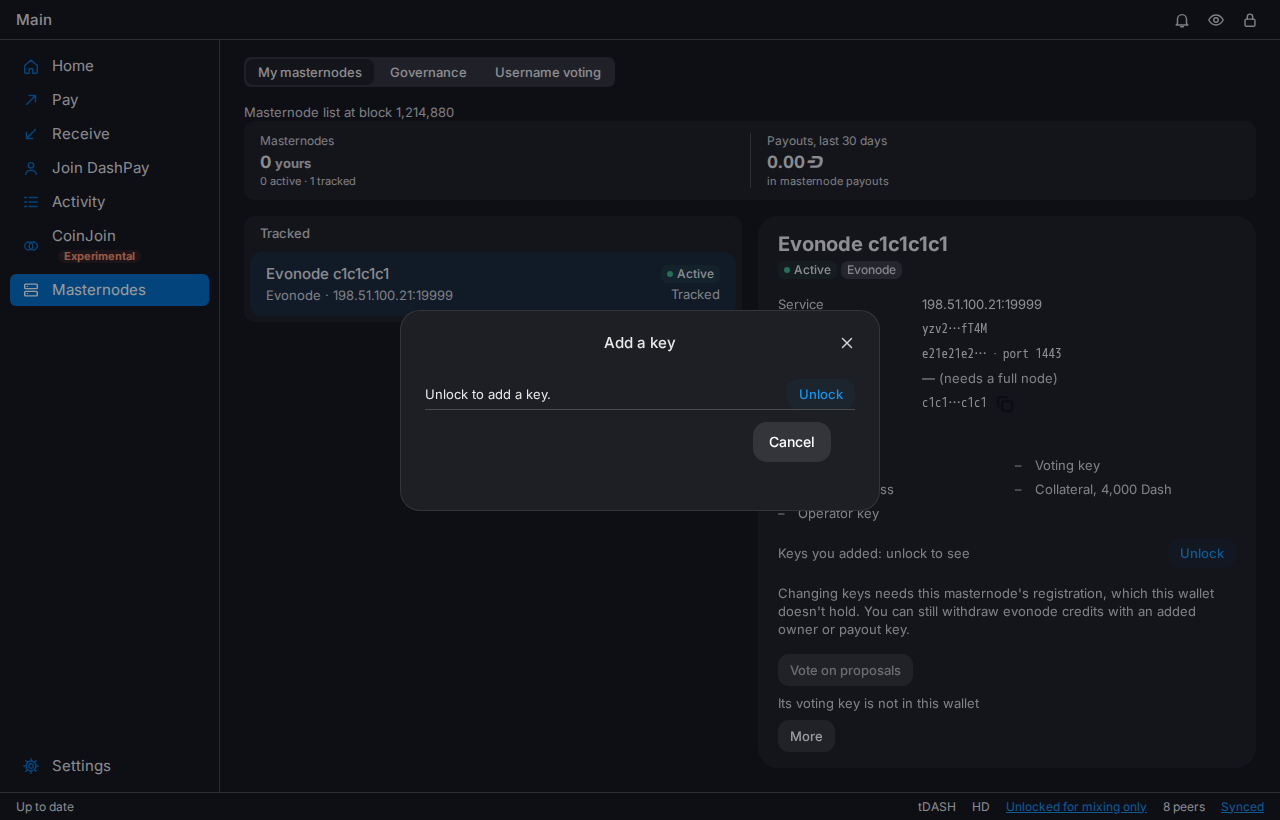 Main
Home
Pay
Receive
Join DashPay
Activity
CoinJoin
Experimental
Masternodes
Settings
My masternodes Governance Username voting
Masternode list at block 1,214,880
Masternodes
0 yours
0 active · 1 tracked
Payouts, last 30 days
0.00
in masternode payouts
Tracked
Evonode c1c1c1c1
Active
Evonode · 198.51.100.21:19999
Tracked
Evonode c1c1c1c1
Active Evonode
Service 198.51.100.21:19999
yzv2…fT4M
e21e21e2… · port 1443
— (needs a full node)
c1c1…c1c1
– Voting key
ss – Collateral, 4,000 Dash
– Operator key
Keys you added: unlock to see Unlock
Changing keys needs this masternode's registration, which this wallet
doesn't hold. You can still withdraw evonode credits with an added
owner or payout key.
Vote on proposals
Its voting key is not in this wallet
More
Add a key
Unlock to add a key. Unlock
Cancel
Up to date tDASH HD Unlocked for mixing only 8 peers Synced